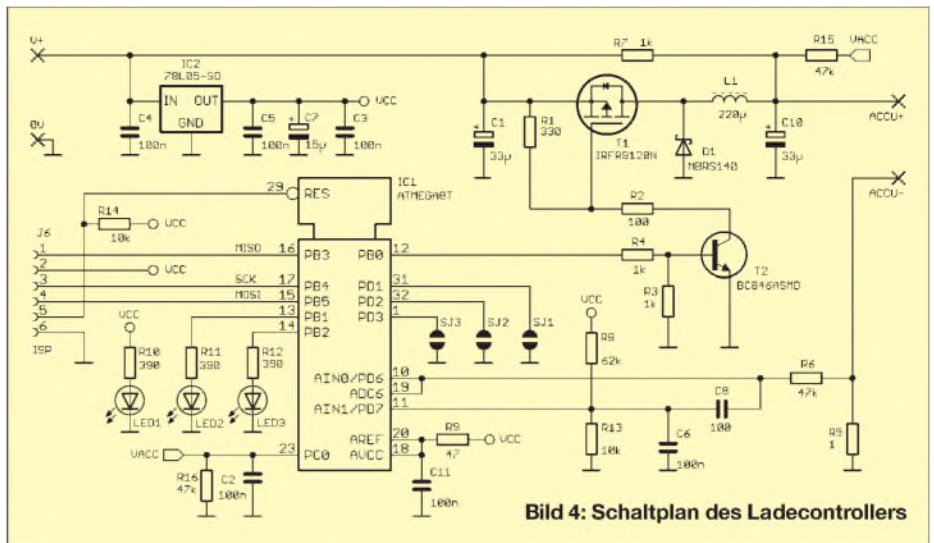 V+
IC2
78L05-SO
IN OUT
GND
VCC
0V
C4
100n
C5
100n
C7
15µ
C3
100n
R7 1k
R15
47k
VACC
C1
33µ
R1
330
T1
IRFR9120N
D1
MBRS140
L1
220µ
C10
33µ
ACCU+
ACCU-
IC1
ATMEGA8T
29
RES
R14
10k
VCC
J6
1
2
3
4
5
6
ISP
MISO
VCC
SCK
MOSI
16
17
15
13
14
PB3
PB4
PB5
PB1
PB2
PB0
PD1
PD2
PD3
12
31
32
1
R2
100
R4
1k
R3
1k
T2
BC846ASMD
SJ3
SJ2
SJ1
VCC
R10
390
R11
390
R12
390
LED1
LED2
LED3
AIN0/PD6
ADC6
AIN1/PD7
10
19
11
VCC
R8
62k
R13
10k
C6
100n
C8
100
R6
47k
R5
1
VACC
R16
47k
C2
100n
23
PC0
AREF
AVCC
20
18
R9
47
VCC
C11
100n
Bild 4: Schaltplan des Ladecontrollers